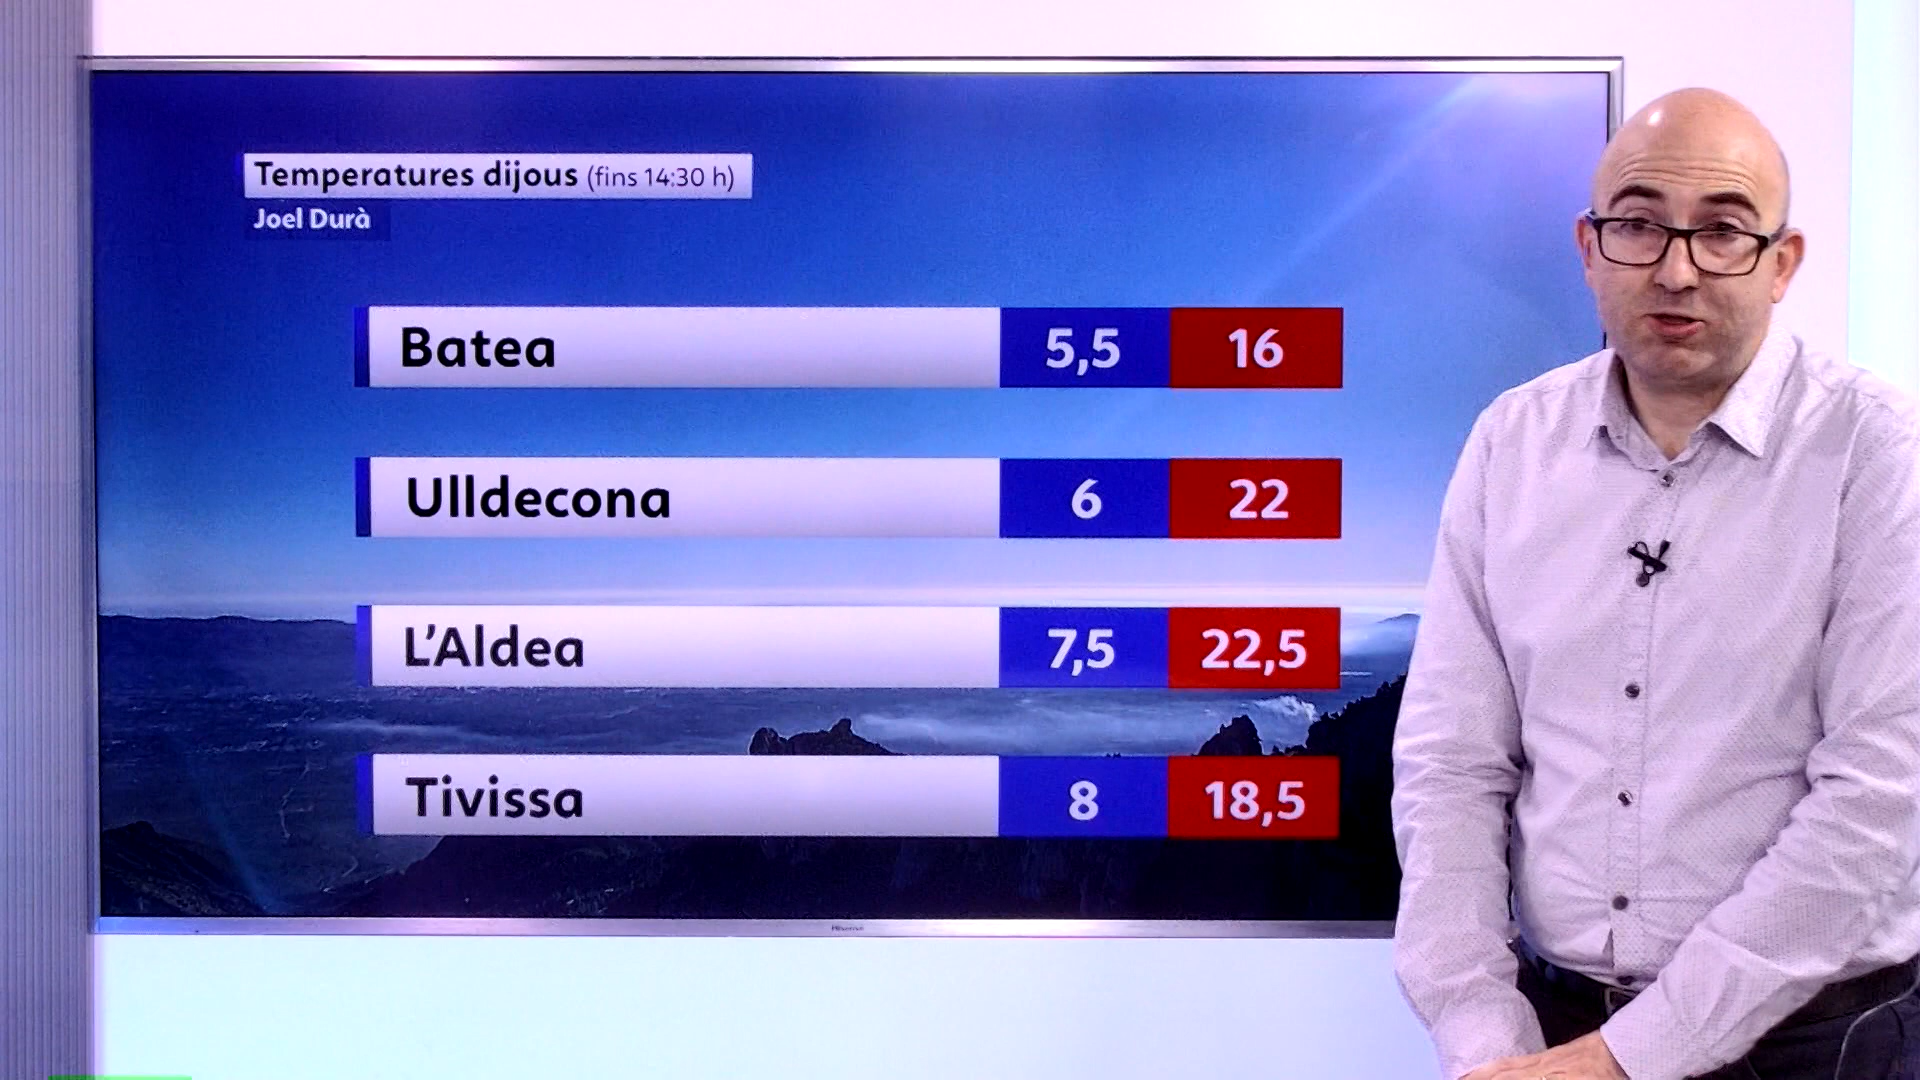 Temperatures dijous (fins 14:30 h)
Joel Durà
Batea 5,5 16
Ulldecona 6 22
L'Aldea 7,5 22,5
Tivissa 8 18,5
Hisense